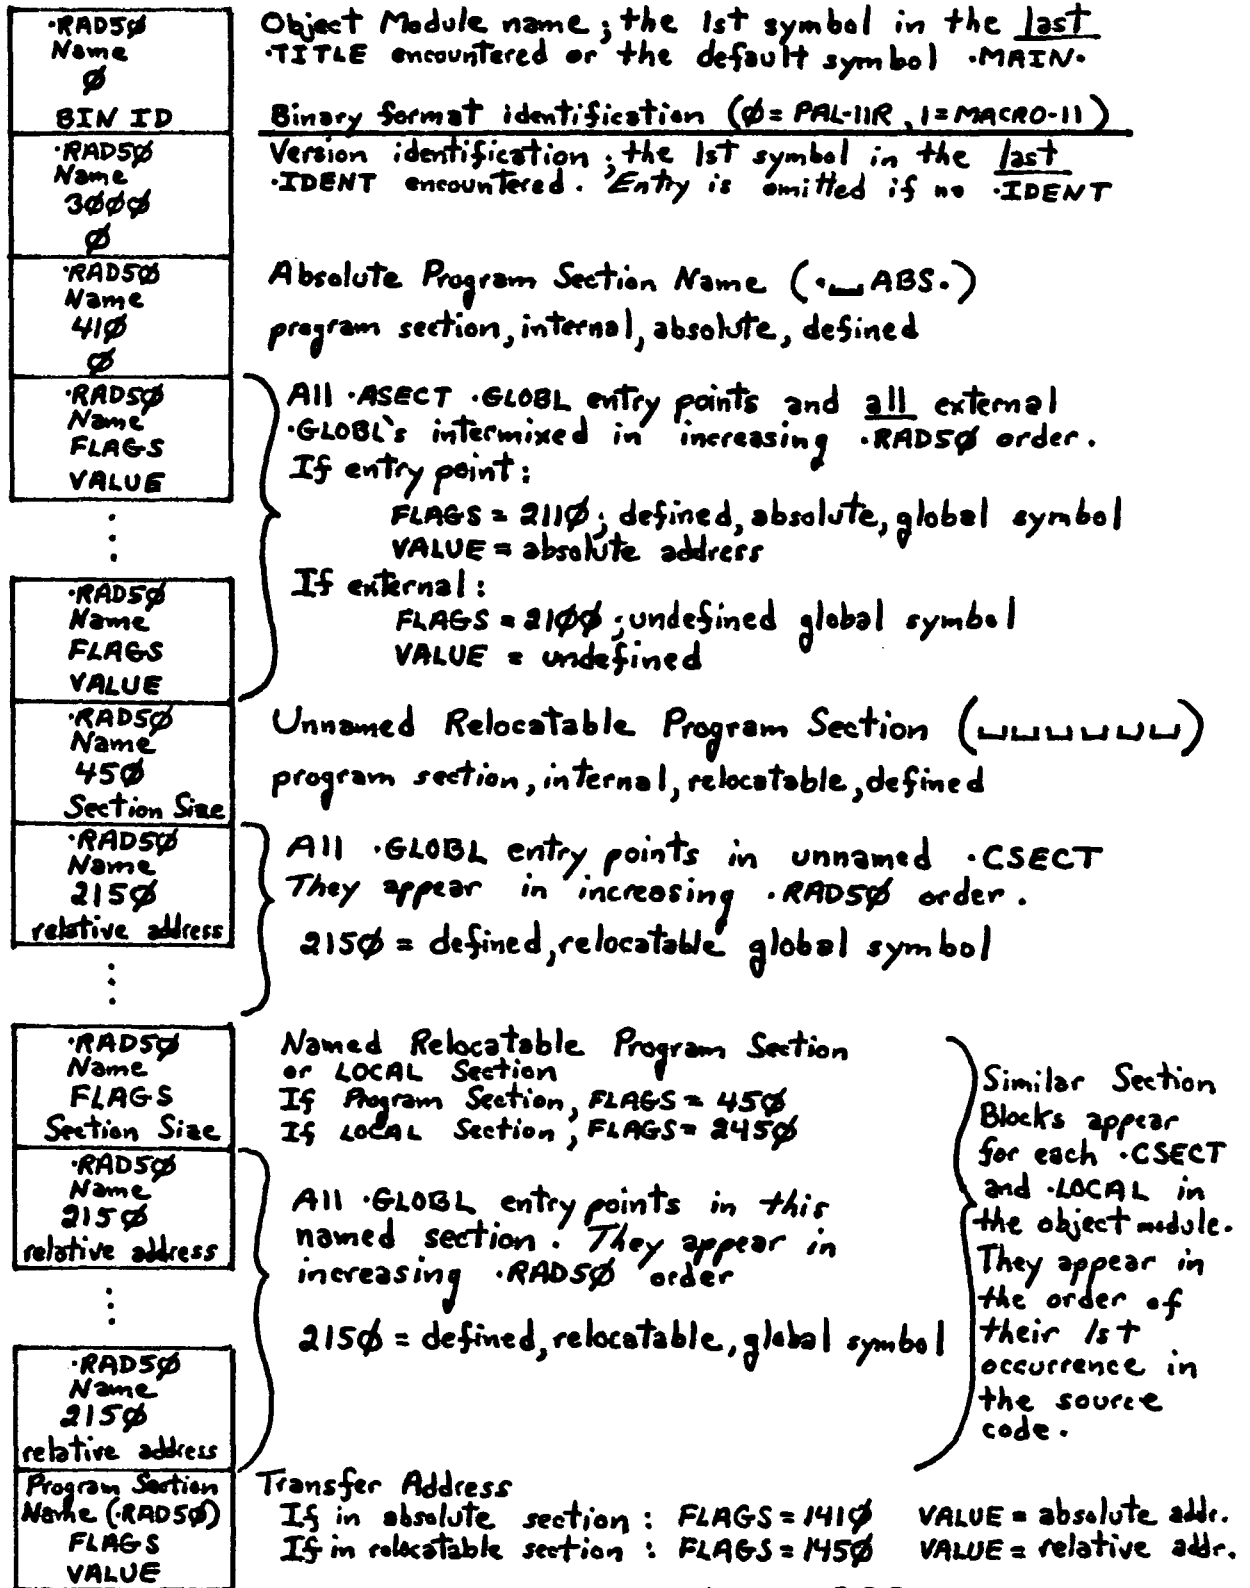 ·RAD5Ø
Name
Ø
BIN ID
Object Module name; the 1st symbol in the last
·TITLE encountered or the default symbol ·MAIN·
Binary format identification (Ø = PAL-11R, 1 = MACRO-11)
·RAD5Ø
Name
3ØØØ
Ø
Version identification; the 1st symbol in the last
·IDENT encountered. Entry is omitted if no ·IDENT
·RAD5Ø
Name
41Ø
Ø
Absolute Program Section Name (·␣ABS·)
program section, internal, absolute, defined
·RAD5Ø
Name
FLAGS
VALUE
⋮
·RAD5Ø
Name
FLAGS
VALUE
All ·ASECT ·GLOBL entry points and all external
·GLOBL's intermixed in increasing ·RAD5Ø order.
If entry point:
FLAGS = 211Ø; defined, absolute, global symbol
VALUE = absolute address
If external:
FLAGS = 21ØØ; undefined global symbol
VALUE = undefined
·RAD5Ø
Name
45Ø
Section Size
Unnamed Relocatable Program Section (␣␣␣␣␣␣)
program section, internal, relocatable, defined
·RAD5Ø
Name
215Ø
relative address
⋮
All ·GLOBL entry points in unnamed ·CSECT
They appear in increasing ·RAD5Ø order.
215Ø = defined, relocatable global symbol
·RAD5Ø
Name
FLAGS
Section Size
Named Relocatable Program Section
or LOCAL Section
If Program Section, FLAGS = 45Ø
If LOCAL Section, FLAGS = 245Ø
·RAD5Ø
Name
215Ø
relative address
⋮
·RAD5Ø
Name
215Ø
relative address
All ·GLOBL entry points in this
named section. They appear in
increasing ·RAD5Ø order
215Ø = defined, relocatable, global symbol
Similar Section
Blocks appear
for each ·CSECT
and ·LOCAL in
the object module.
They appear in
the order of
their 1st
occurrence in
the source
code.
Program Section
Name (·RAD5Ø)
FLAGS
VALUE
Transfer Address
If in absolute section: FLAGS = 141Ø VALUE = absolute addr.
If in relocatable section: FLAGS = 145Ø VALUE = relative addr.